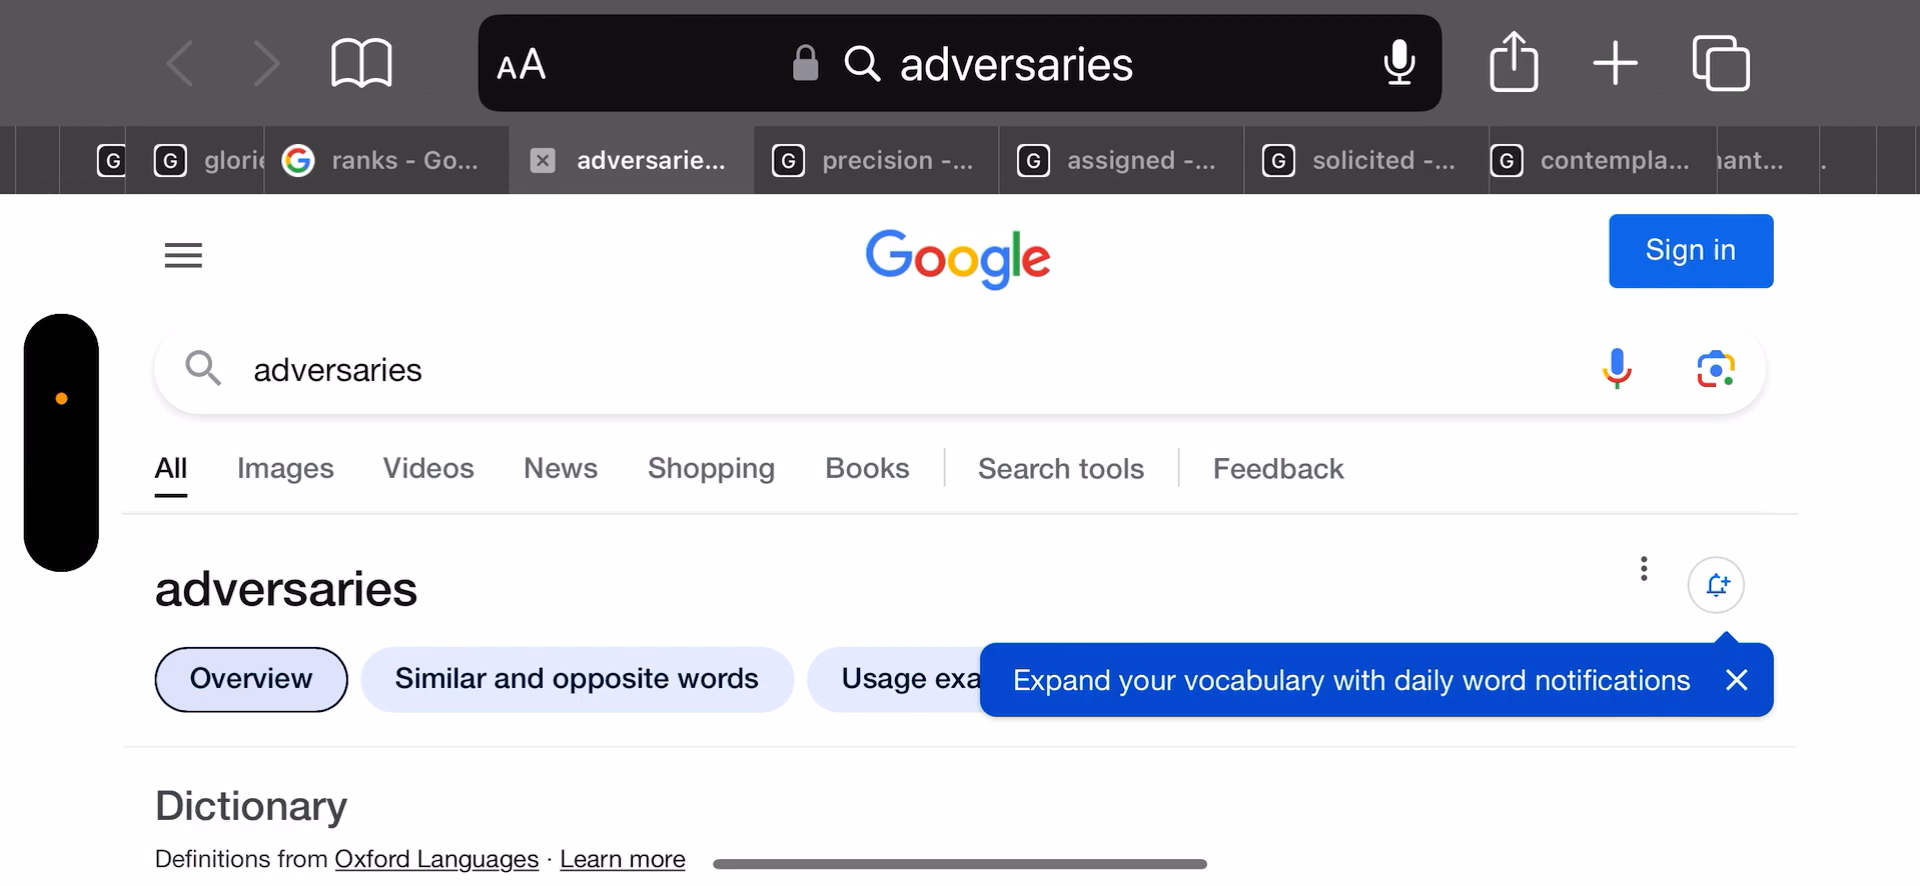 AA adversaries
G G glorie ranks - Go... adversarie... G precision -... G assigned -... G solicited -... G contempla... ant... .
Google
Sign in
adversaries
All Images Videos News Shopping Books Search tools Feedback
adversaries
Overview Similar and opposite words Usage exa Expand your vocabulary with daily word notifications
Dictionary
Definitions from Oxford Languages · Learn more